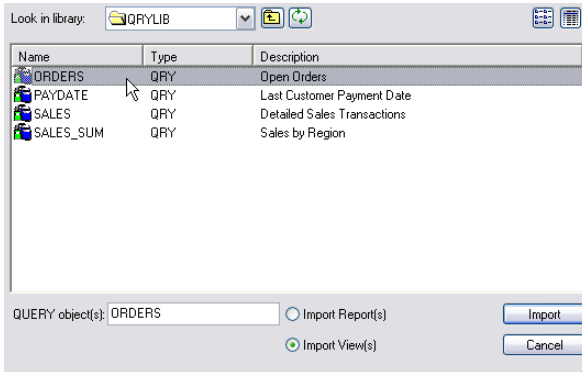 Look in library: QRYLIB
Name Type Description
ORDERS QRY Open Orders
PAYDATE QRY Last Customer Payment Date
SALES QRY Detailed Sales Transactions
SALES_SUM QRY Sales by Region
QUERY object(s): ORDERS Import Report(s) Import
Import View(s) Cancel